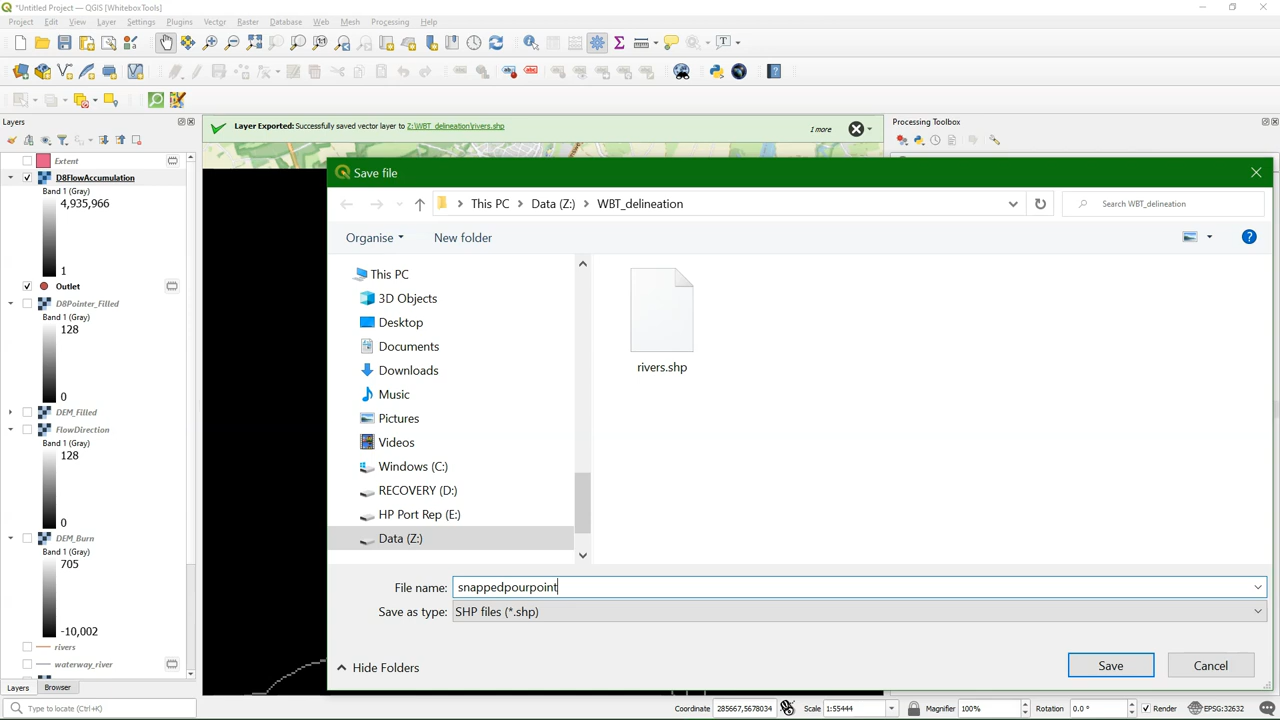 *Untitled Project — QGIS [WhiteboxTools]
Project Edit View Layer Settings Plugins Vector Raster Database Web Mesh Processing Help
Layers
Layer Exported: Successfully saved vector layer to Z:\WBT_delineation\rivers.shp
1 more
Processing Toolbox
Extent
D8FlowAccumulation
Band 1 (Gray)
4,935,966
1
Outlet
D8Pointer_Filled
Band 1 (Gray)
128
0
DEM_Filled
FlowDirection
Band 1 (Gray)
128
0
DEM_Burn
Band 1 (Gray)
705
-10,002
rivers
waterway_river
Layers Browser
Save file
This PC Data (Z:) WBT_delineation
Search WBT_delineation
Organise New folder
This PC
3D Objects
Desktop
Documents
Downloads
Music
Pictures
Videos
Windows (C:)
RECOVERY (D:)
HP Port Rep (E:)
Data (Z:)
rivers.shp
File name: snappedpourpoint
Save as type: SHP files (*.shp)
Hide Folders
Save Cancel
Type to locate (Ctrl+K)
Coordinate 285667,5678034 Scale 1:55444 Magnifier 100% Rotation 0.0 ° Render EPSG:32632